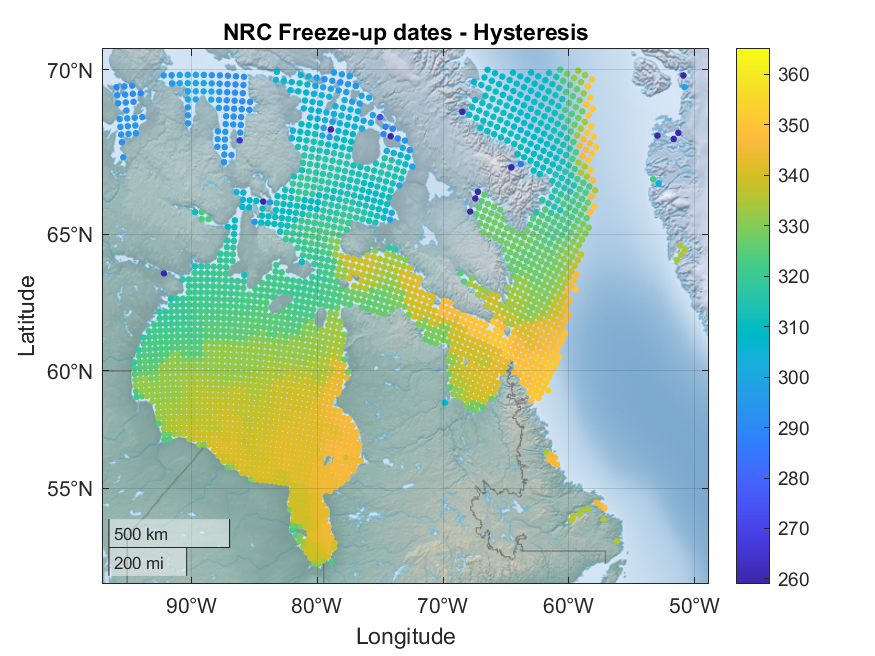 NRC Freeze-up dates - Hysteresis
70°N
65°N
60°N
55°N
Latitude
500 km
200 mi
90°W
80°W
70°W
60°W
50°W
Longitude
360
350
340
330
320
310
300
290
280
270
260